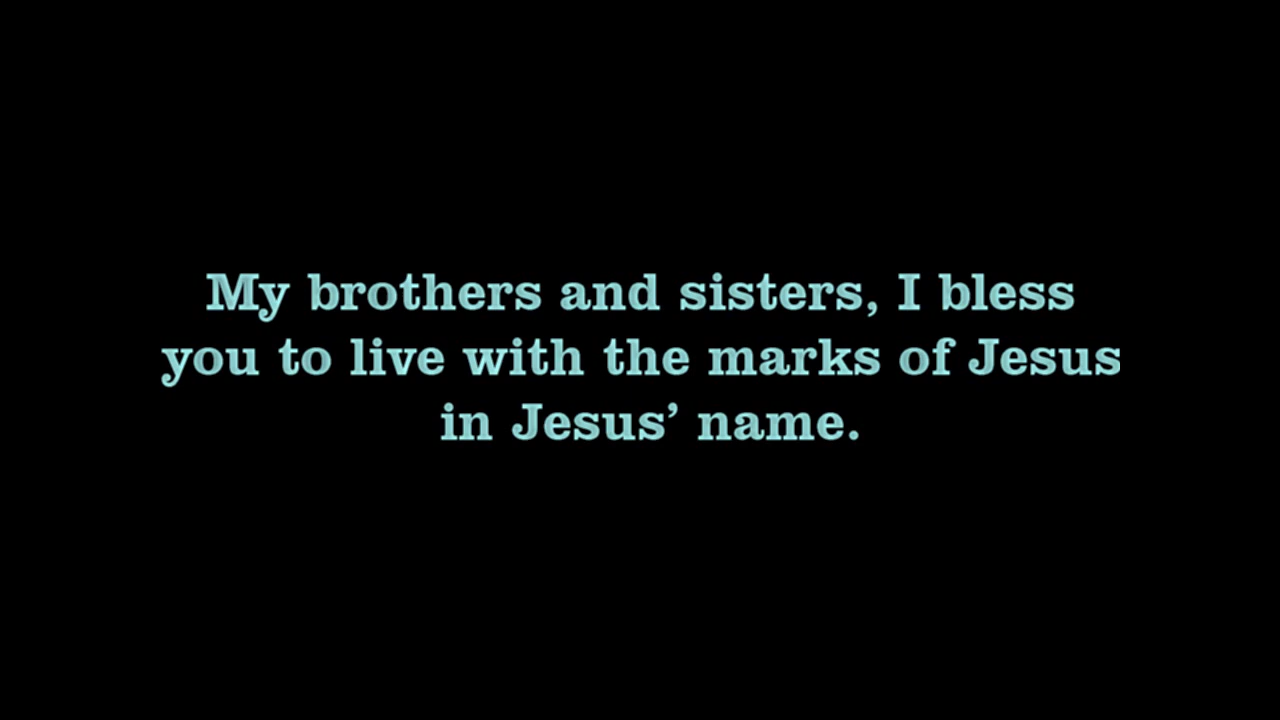 My brothers and sisters, I bless
you to live with the marks of Jesus
in Jesus’ name.